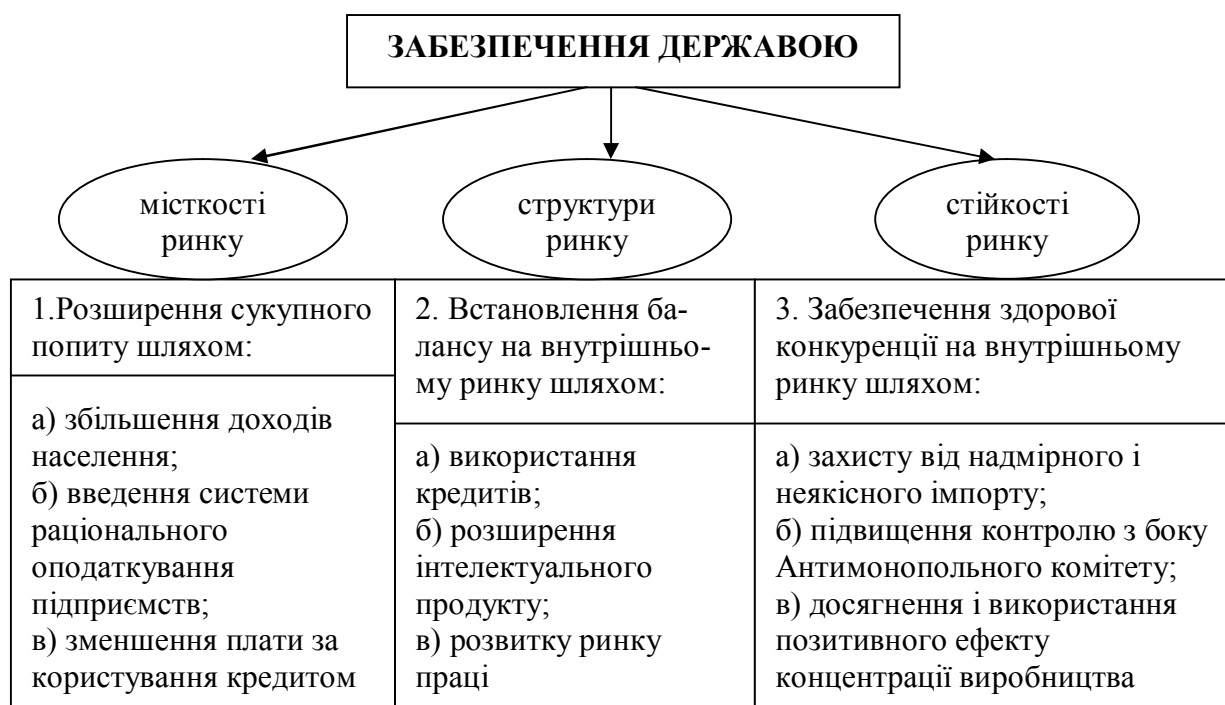 ЗАБЕЗПЕЧЕННЯ ДЕРЖАВОЮ
місткості
ринку
структури
ринку
стійкості
ринку
1.Розширення сукупного
попиту шляхом:
а) збільшення доходів
населення;
б) введення системи
раціонального
оподаткування
підприємств;
в) зменшення плати за
користування кредитом
2. Встановлення ба-
лансу на внутрішньо-
му ринку шляхом:
а) використання
кредитів;
б) розширення
інтелектуального
продукту;
в) розвитку ринку
праці
3. Забезпечення здорової
конкуренції на внутрішньому
ринку шляхом:
а) захисту від надмірного і
неякісного імпорту;
б) підвищення контролю з боку
Антимонопольного комітету;
в) досягнення і використання
позитивного ефекту
концентрації виробництва